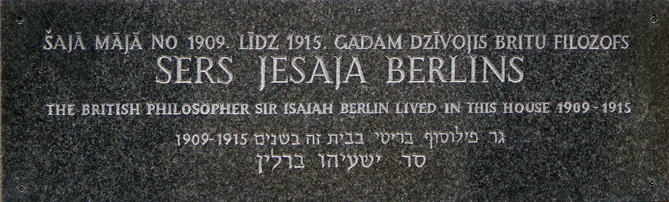 ŠAJĀ MĀJĀ NO 1909. LĪDZ 1915. GADAM DZĪVOJIS BRITU FILOZOFS
SERS JESAJA BERLINS
THE BRITISH PHILOSOPHER SIR ISAIAH BERLIN LIVED IN THIS HOUSE 1909-1915
גר פילוסוף בריטי בבית זה בשנים 1909-1915
סר ישעיהו ברלין